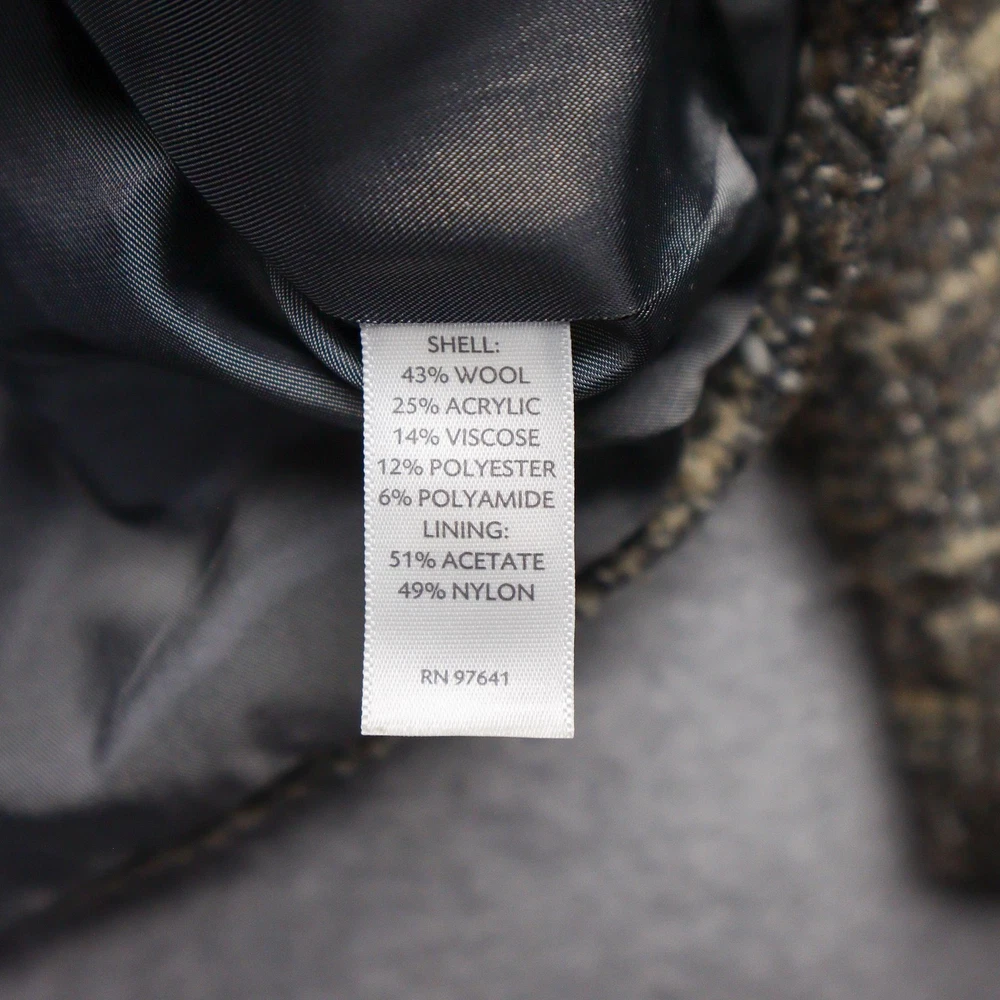 SHELL:
43% WOOL
25% ACRYLIC
14% VISCOSE
12% POLYESTER
6% POLYAMIDE
LINING:
51% ACETATE
49% NYLON
RN 97641